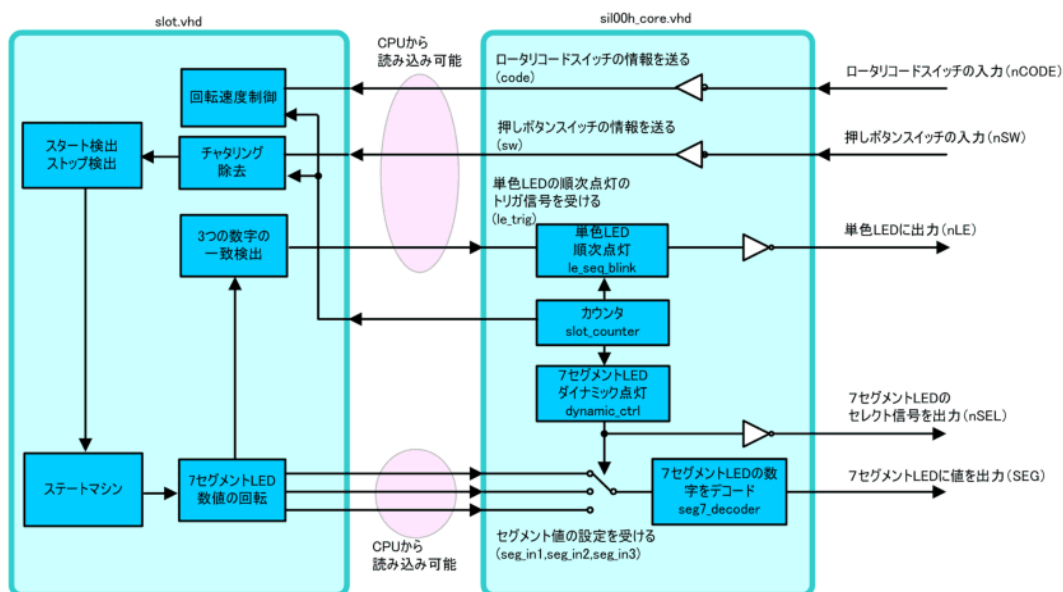 slot.vhd
sil00h_core.vhd
CPUから
読み込み可能
ロータリコードスイッチの情報を送る
(code)
ロータリコードスイッチの入力(nCODE)
回転速度制御
押しボタンスイッチの情報を送る
(sw)
押しボタンスイッチの入力(nSW)
スタート検出
ストップ検出
チャタリング
除去
単色LEDの順次点灯の
トリガ信号を受ける
(le_trig)
3つの数字の
一致検出
単色LED
順次点灯
le_seq_blink
単色LEDに出力(nLE)
カウンタ
slot_counter
7セグメントLED
ダイナミック点灯
dynamic_ctrl
7セグメントLEDの
セレクト信号を出力(nSEL)
ステートマシン
7セグメントLED
数値の回転
7セグメントLEDの数
字をデコード
seg7_decoder
7セグメントLEDに値を出力(SEG)
セグメント値の設定を受ける
(seg_in1,seg_in2,seg_in3)
CPUから
読み込み可能